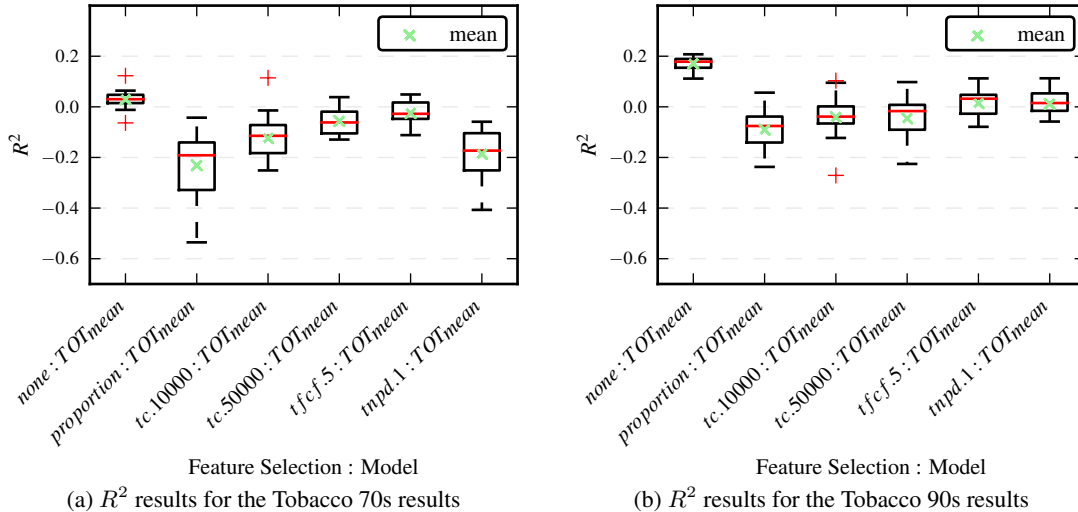 mean
0.2
0.0
−0.2
−0.4
−0.6
R²
none : TOTmean
proportion : TOTmean
tc.10000 : TOTmean
tc.50000 : TOTmean
tfcf.5 : TOTmean
tnpd.1 : TOTmean
Feature Selection : Model
(a) R² results for the Tobacco 70s results
mean
0.2
0.0
−0.2
−0.4
−0.6
R²
none : TOTmean
proportion : TOTmean
tc.10000 : TOTmean
tc.50000 : TOTmean
tfcf.5 : TOTmean
tnpd.1 : TOTmean
Feature Selection : Model
(b) R² results for the Tobacco 90s results